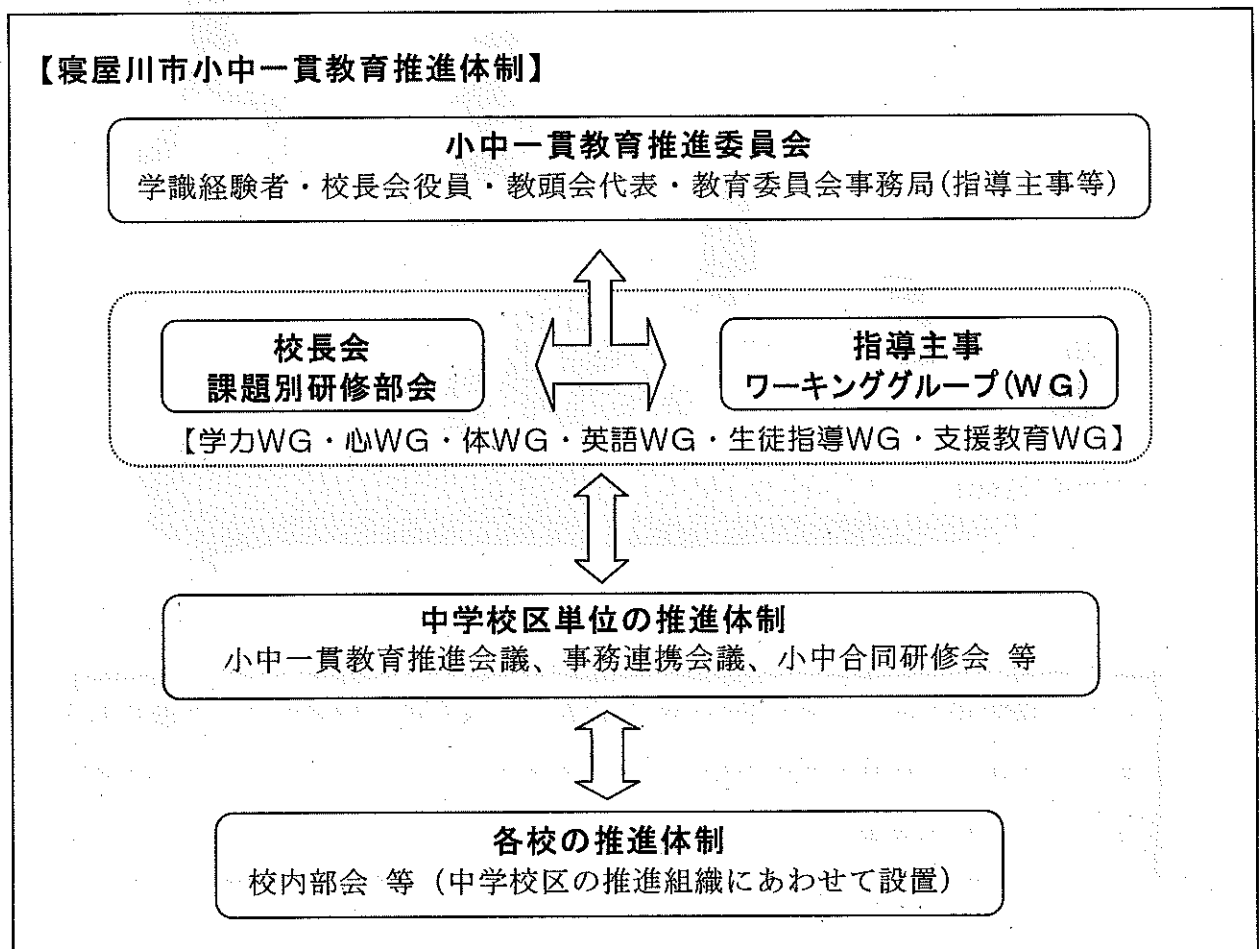 【寝屋川市小中一貫教育推進体制】
小中一貫教育推進委員会
学識経験者・校長会役員・教頭会代表・教育委員会事務局(指導主事等)
校長会
課題別研修部会
指導主事
ワーキンググループ(WG)
【学力WG・心WG・体WG・英語WG・生徒指導WG・支援教育WG】
中学校区単位の推進体制
小中一貫教育推進会議、事務連携会議、小中合同研修会 等
各校の推進体制
校内部会 等(中学校区の推進組織にあわせて設置)